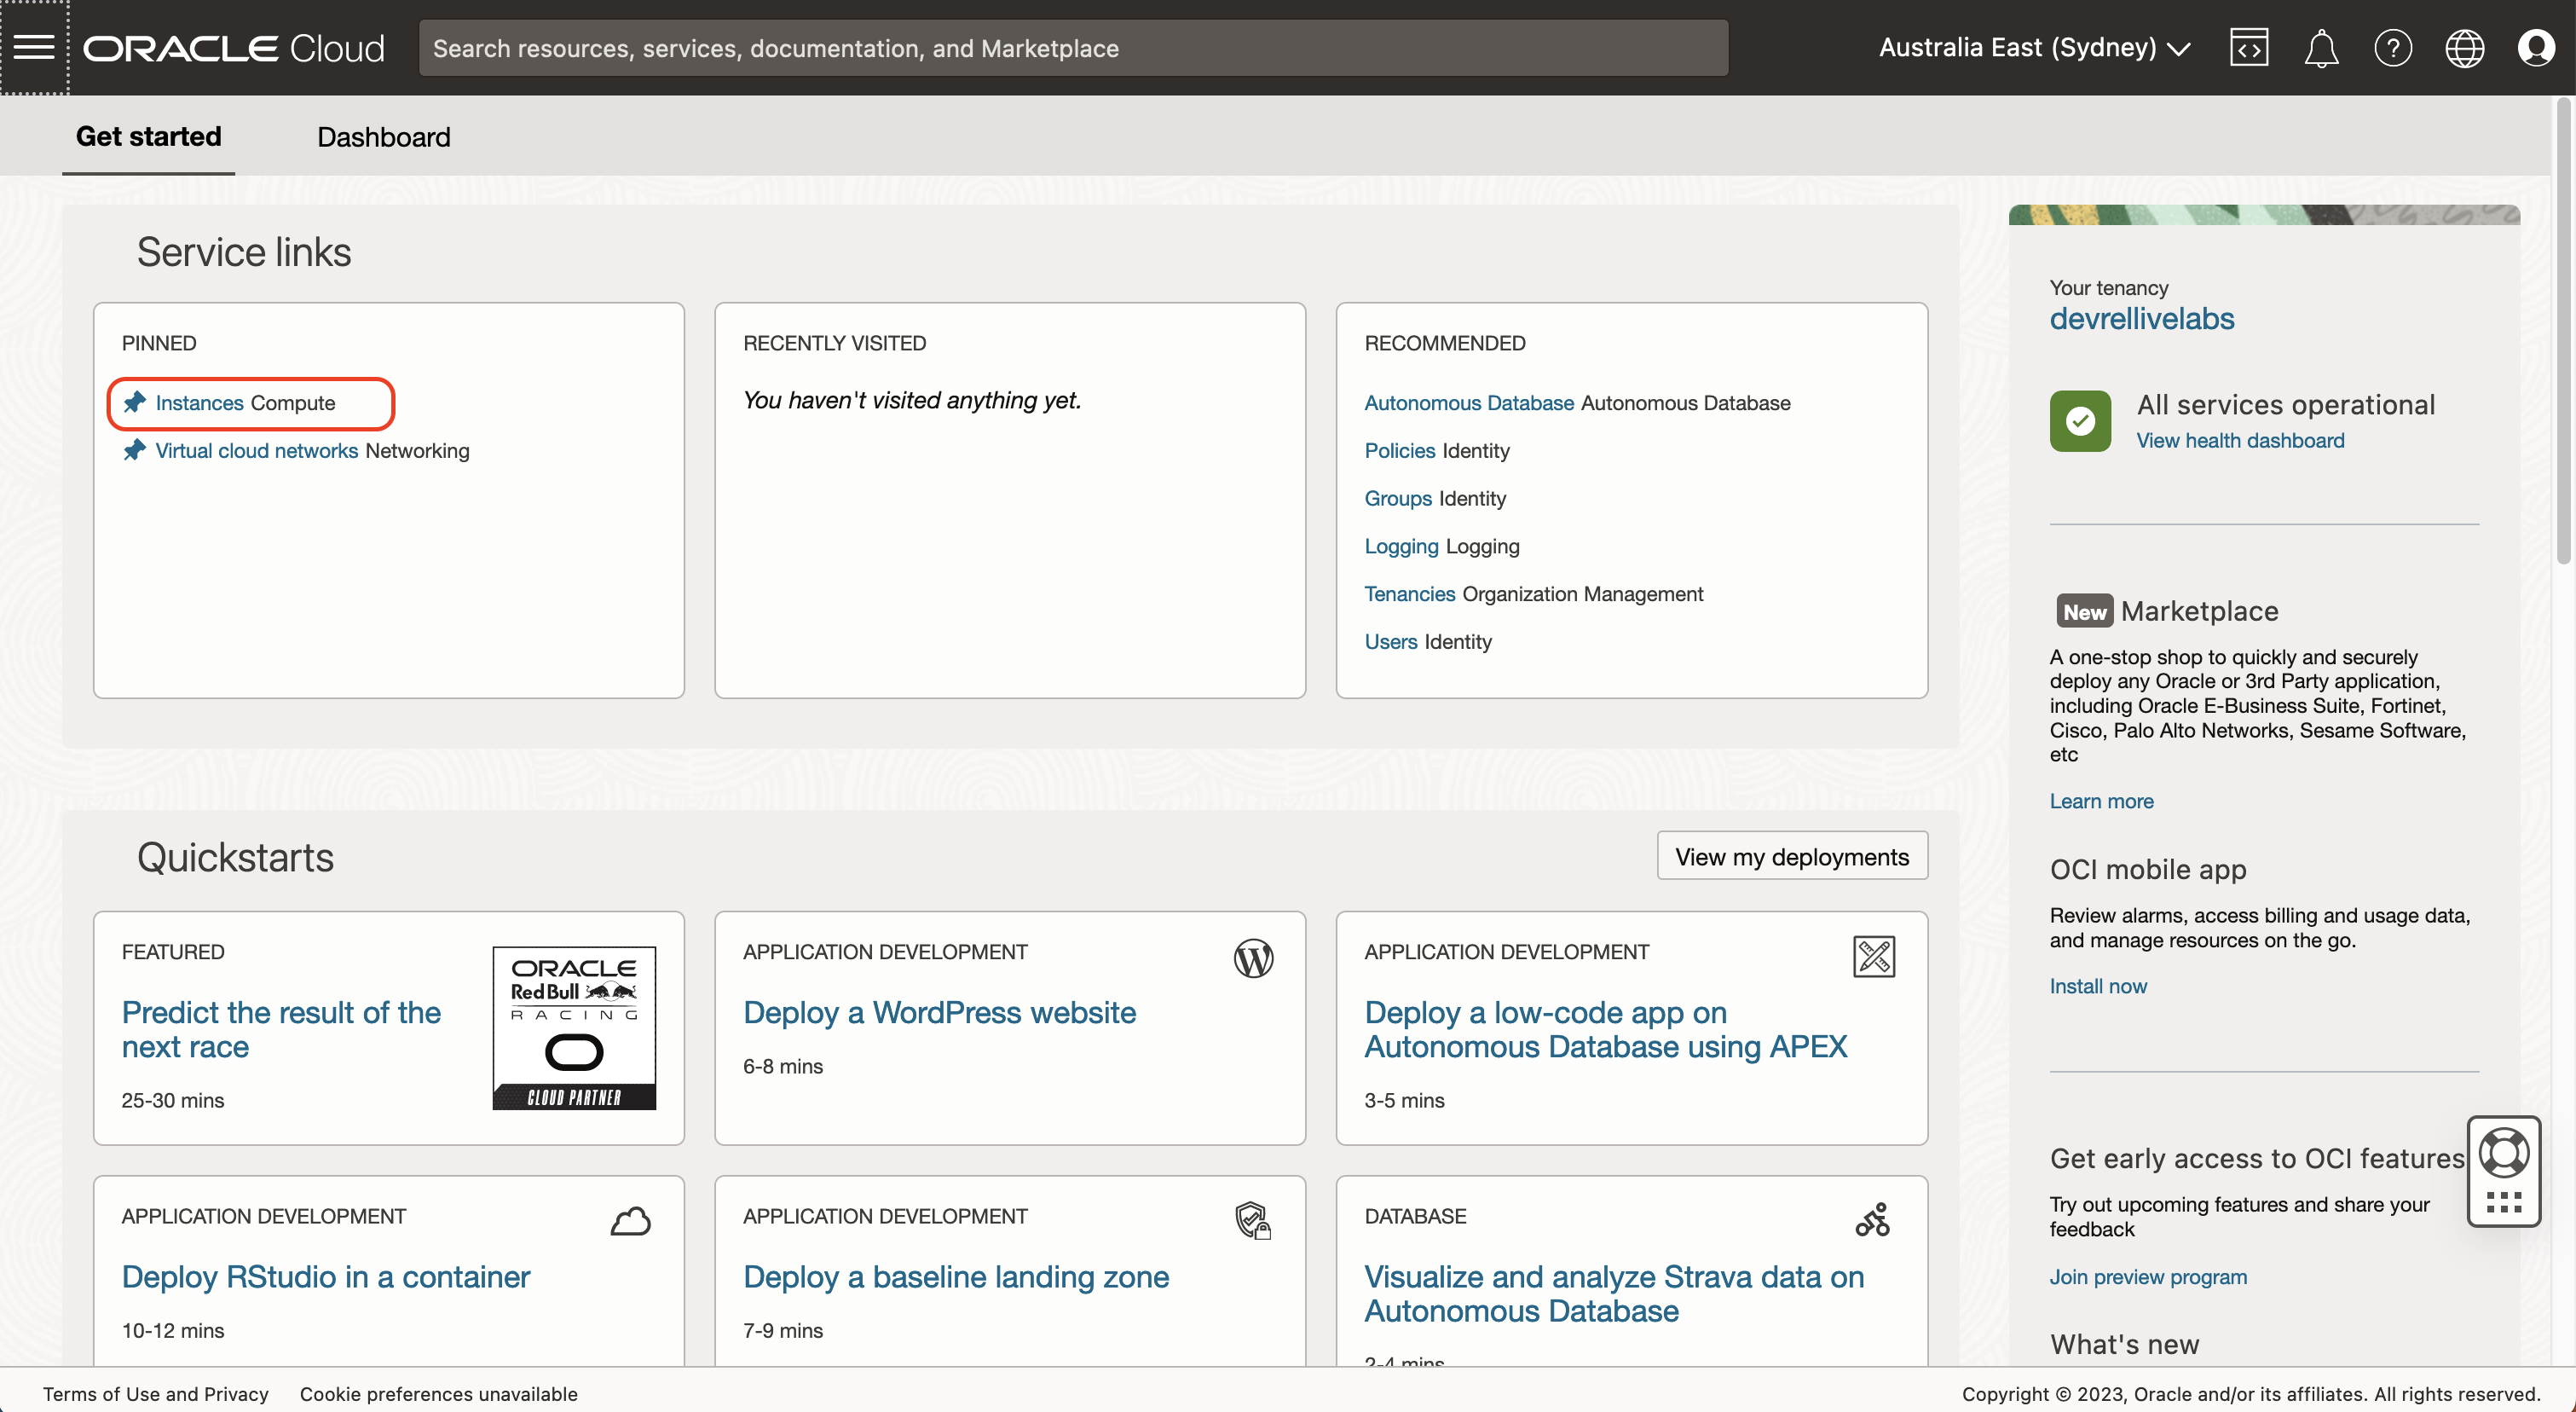 ORACLE Cloud
Search resources, services, documentation, and Marketplace
Australia East (Sydney)
Get started
Dashboard
Service links
PINNED
Instances Compute
Virtual cloud networks Networking
RECENTLY VISITED
You haven't visited anything yet.
RECOMMENDED
Autonomous Database Autonomous Database
Policies Identity
Groups Identity
Logging Logging
Tenancies Organization Management
Users Identity
Your tenancy
devrellivelabs
All services operational
View health dashboard
New Marketplace
A one-stop shop to quickly and securely
deploy any Oracle or 3rd Party application,
including Oracle E-Business Suite, Fortinet,
Cisco, Palo Alto Networks, Sesame Software,
etc
Learn more
OCI mobile app
Review alarms, access billing and usage data,
and manage resources on the go.
Install now
Get early access to OCI features
Try out upcoming features and share your
feedback
Join preview program
What's new
Quickstarts
View my deployments
FEATURED
Predict the result of the
next race
25-30 mins
ORACLE
Red Bull
RACING
CLOUD PARTNER
APPLICATION DEVELOPMENT
Deploy a WordPress website
6-8 mins
APPLICATION DEVELOPMENT
Deploy a low-code app on
Autonomous Database using APEX
3-5 mins
APPLICATION DEVELOPMENT
Deploy RStudio in a container
10-12 mins
APPLICATION DEVELOPMENT
Deploy a baseline landing zone
7-9 mins
DATABASE
Visualize and analyze Strava data on
Autonomous Database
2-4 mins
Terms of Use and Privacy
Cookie preferences unavailable
Copyright © 2023, Oracle and/or its affiliates. All rights reserved.